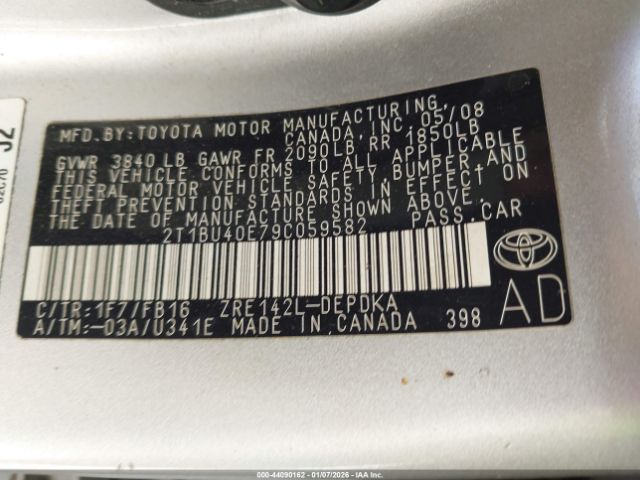 MFD.BY:TOYOTA MOTOR MANUFACTURING
CANADA, INC. 05/08
GVWR 3840 LB GAWR FR 2090LB RR 1850LB
THIS VEHICLE CONFORMS TO ALL APPLICABLE
FEDERAL MOTOR VEHICLE SAFETY, BUMPER, AND
THEFT PREVENTION STANDARDS IN EFFECT ON
THE DATE OF MANUFACTURE SHOWN ABOVE.
2T1BU40E79C059582 PASS.CAR
C/TR:1F7/FB16 ZRE142L-DEPDKA
A/TM:-03A/U341E MADE IN CANADA 398
TOYOTA
AD
000-44090162 - 01/07/2026 - IAA Inc.